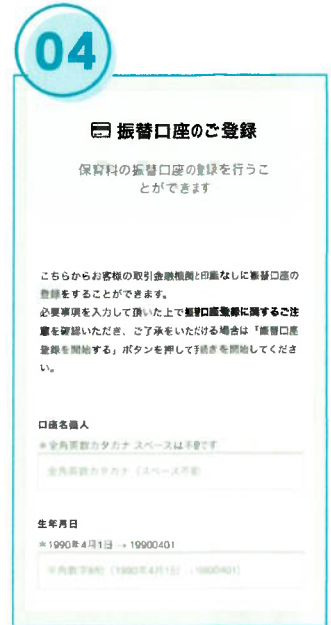 04
振替口座のご登録
保育料の振替口座の登録を行うこ
とができます
こちらからお客様の取引金融機関と印鑑なしに振替口座の
登録をすることができます。
必要事項を入力して頂いた上で振替口座登録に関するご注
意を確認いただき、ご了承をいただける場合は「振替口座
登録を開始する」ボタンを押して手続きを開始してくださ
い。
口座名義人
※全角英数カタカナ スペースは不要です
全角英数カタカナ（スペース不要）
生年月日
※1990年4月1日 → 19900401
半角数字8桁（1990年4月1日 → 19900401）